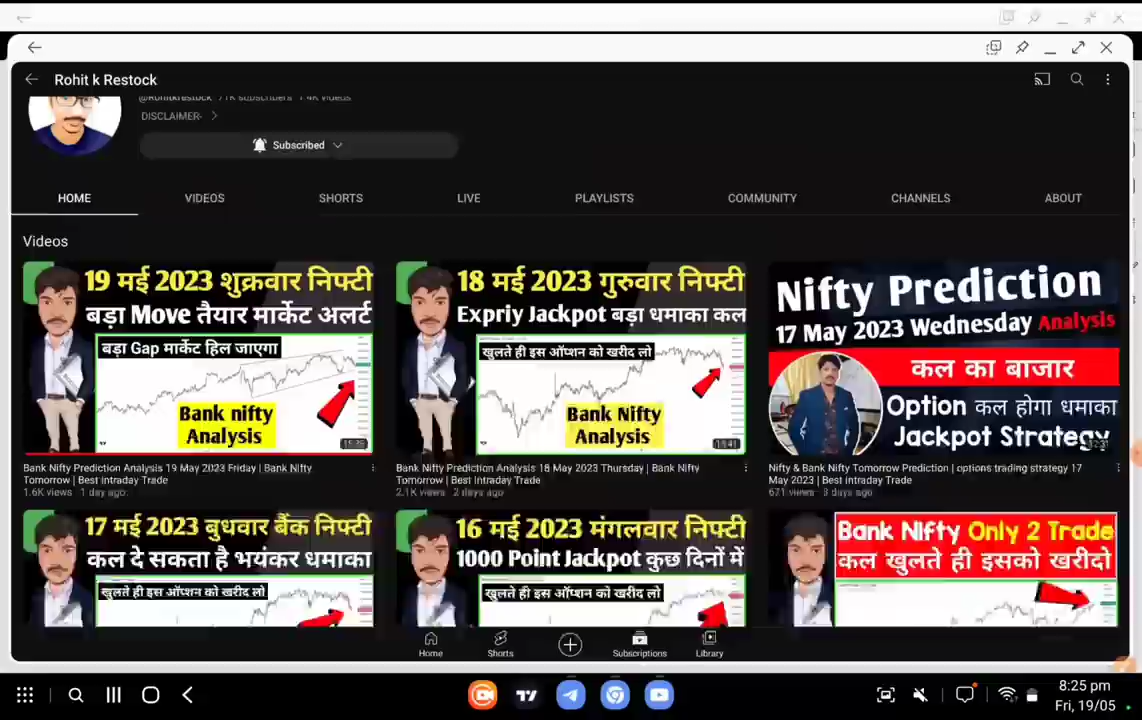 Rohit k Restock
@Rohitkrestock 71K subscribers 1.4K videos
DISCLAIMER-
Subscribed
HOME VIDEOS SHORTS LIVE PLAYLISTS COMMUNITY CHANNELS ABOUT
Videos
19 मई 2023 शुक्रवार निफ्टी
बड़ा Move तैयार मार्केट अलर्ट
बड़ा Gap मार्केट हिल जाएगा
Bank nifty
Analysis
Bank Nifty Prediction Analysis 19 May 2023 Friday | Bank Nifty
Tomorrow | Best Intraday Trade
1.6K views 1 day ago
18 मई 2023 गुरुवार निफ्टी
Expriy Jackpot बड़ा धमाका कल
खुलते ही इस ऑप्शन को खरीद लो
Bank Nifty
Analysis
Bank Nifty Prediction Analysis 18 May 2023 Thursday | Bank Nifty
Tomorrow | Best Intraday Trade
2.1K views 2 days ago
Nifty Prediction
17 May 2023 Wednesday Analysis
कल का बाजार
Option कल होगा धमाका
Jackpot Strategy
Nifty & Bank Nifty Tomorrow Prediction | options trading strategy 17
May 2023 | Best Intraday Trade
671 views 3 days ago
17 मई 2023 बुधवार बैंक निफ्टी
कल दे सकता है भयंकर धमाका
खुलते ही इस ऑप्शन को खरीद लो
16 मई 2023 मंगलवार निफ्टी
1000 Point Jackpot कुछ दिनों में
खुलते ही इस ऑप्शन को खरीद लो
Bank Nifty Only 2 Trade
कल खुलते ही इसको खरीदो
Home Shorts Subscriptions Library
8:25 pm
Fri, 19/05